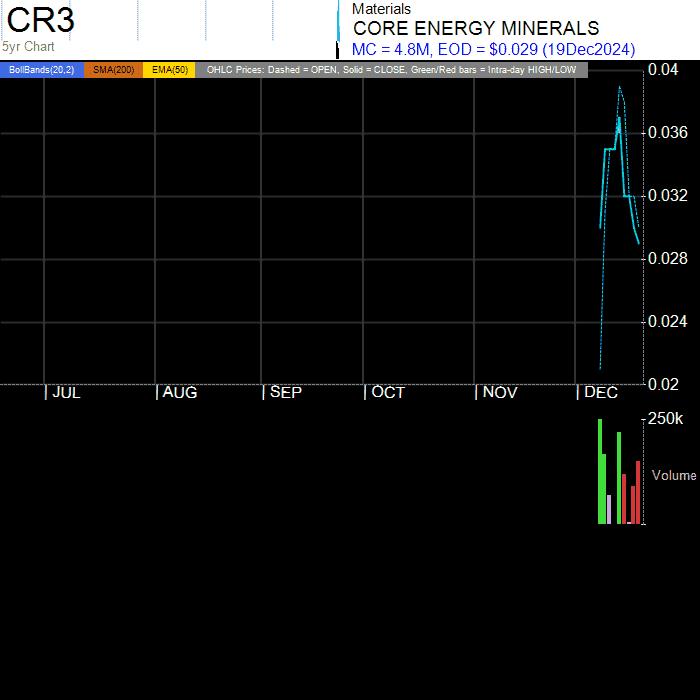 CR3
5yr Chart
Materials
CORE ENERGY MINERALS
MC = 4.8M, EOD = $0.029 (19Dec2024)
BollBands(20,2) SMA(200) EMA(50) OHLC Prices: Dashed = OPEN, Solid = CLOSE, Green/Red bars = Intra-day HIGH/LOW
0.04
0.036
0.032
0.028
0.024
0.02
| JUL | AUG | SEP | OCT | NOV | DEC
250k
Volume